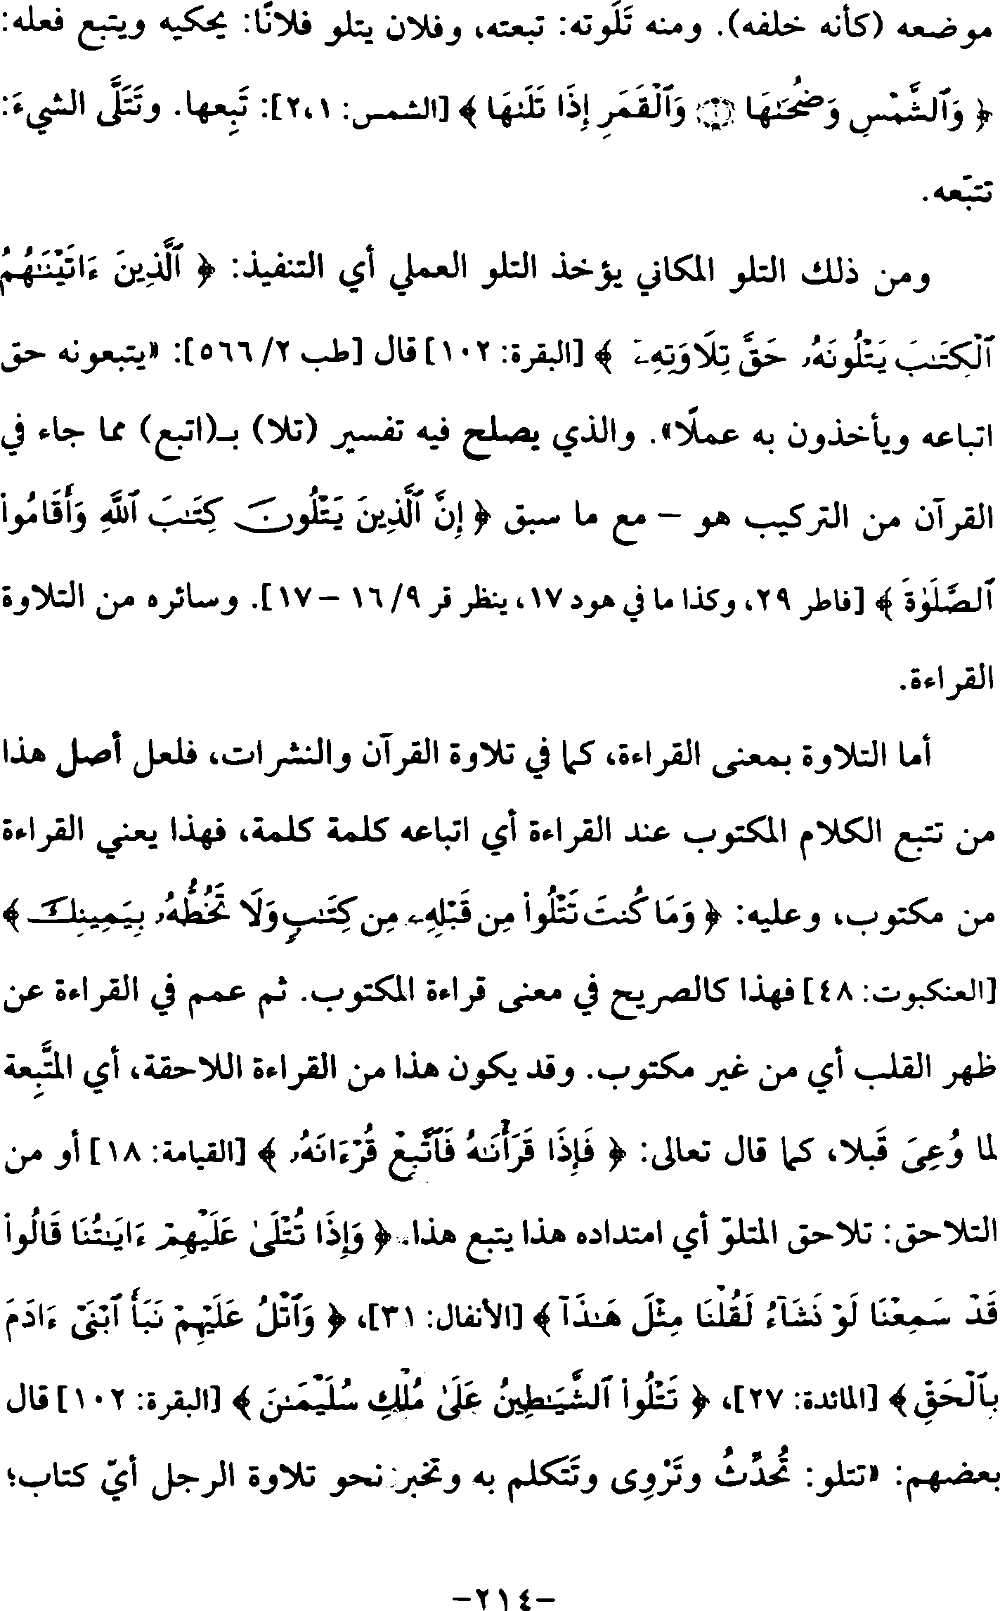 موضعه (كأنه خلفه). ومنه تَلَوته: تبعته، وفلان يتلو فلانًا: يحكيه ويتبع فعله:
﴿ وَٱلشَّمْسِ وَضُحَىٰهَا ۝١ وَٱلْقَمَرِ إِذَا تَلَىٰهَا ﴾ [الشمس: ٢،١]: تَبِعها. وتَتَلَّى الشيءَ:
تتبّعه.
ومن ذلك التلو المكاني يؤخذ التلو العملي أي التنفيذ: ﴿ ٱلَّذِينَ ءَاتَيْنَـٰهُمُ
ٱلْكِتَـٰبَ يَتْلُونَهُۥ حَقَّ تِلَاوَتِهِۦٓ ﴾ [البقرة: ١٠٢] قال [طب ٢/ ٥٦٦]: «يتبعونه حق
اتباعه ويأخذون به عملًا». والذي يصلح فيه تفسير (تلا) بـ(اتبع) مما جاء في
القرآن من التركيب هو – مع ما سبق ﴿ إِنَّ ٱلَّذِينَ يَتْلُونَ كِتَـٰبَ ٱللَّهِ وَأَقَامُوا۟
ٱلصَّلَوٰةَ ﴾ [فاطر ٢٩، وكذا ما في هود ١٧، ينظر قر ٩/ ١٦ – ١٧]. وسائره من التلاوة
القراءة.
أما التلاوة بمعنى القراءة، كما في تلاوة القرآن والنشرات، فلعل أصل هذا
من تتبع الكلام المكتوب عند القراءة أي اتباعه كلمة كلمة، فهذا يعني القراءة
من مكتوب، وعليه: ﴿ وَمَا كُنتَ تَتْلُوا۟ مِن قَبْلِهِۦ مِن كِتَـٰبٍ وَلَا تَخُطُّهُۥ بِيَمِينِكَ ﴾
[العنكبوت: ٤٨] فهذا كالصريح في معنى قراءة المكتوب. ثم عمم في القراءة عن
ظهر القلب أي من غير مكتوب. وقد يكون هذا من القراءة اللاحقة، أي المتَّبِعة
لما وُعِيَ قَبلا، كما قال تعالى: ﴿ فَإِذَا قَرَأْنَـٰهُ فَٱتَّبِعْ قُرْءَانَهُۥ ﴾ [القيامة: ١٨] أو من
التلاحق: تلاحق المتلوّ أي امتداده هذا يتبع هذا. ﴿ وَإِذَا تُتْلَىٰ عَلَيْهِمْ ءَايَـٰتُنَا قَالُوا۟
قَدْ سَمِعْنَا لَوْ نَشَآءُ لَقُلْنَا مِثْلَ هَـٰذَآ ﴾ [الأنفال: ٣١]، ﴿ وَٱتْلُ عَلَيْهِمْ نَبَأَ ٱبْنَىْ ءَادَمَ
بِٱلْحَقِّ ﴾ [المائدة: ٢٧]، ﴿ تَتْلُوا۟ ٱلشَّيَـٰطِينُ عَلَىٰ مُلْكِ سُلَيْمَـٰنَ ﴾ [البقرة: ١٠٢] قال
بعضهم: «تتلو: تُحَدِّثُ وتَرْوِى وتَتَكلم به وتخبر نحو تلاوة الرجل أيّ كتاب؛
-٢١٤-